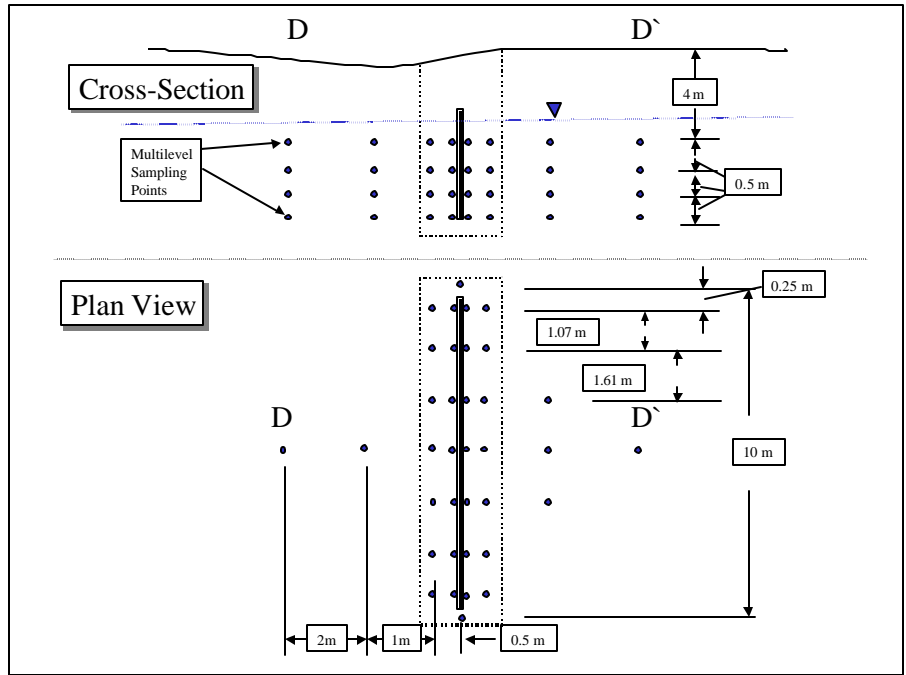 D
D`
Cross-Section
4 m
Multilevel
Sampling
Points
0.5 m
Plan View
0.25 m
1.07 m
1.61 m
D
D`
10 m
2m
1m
0.5 m